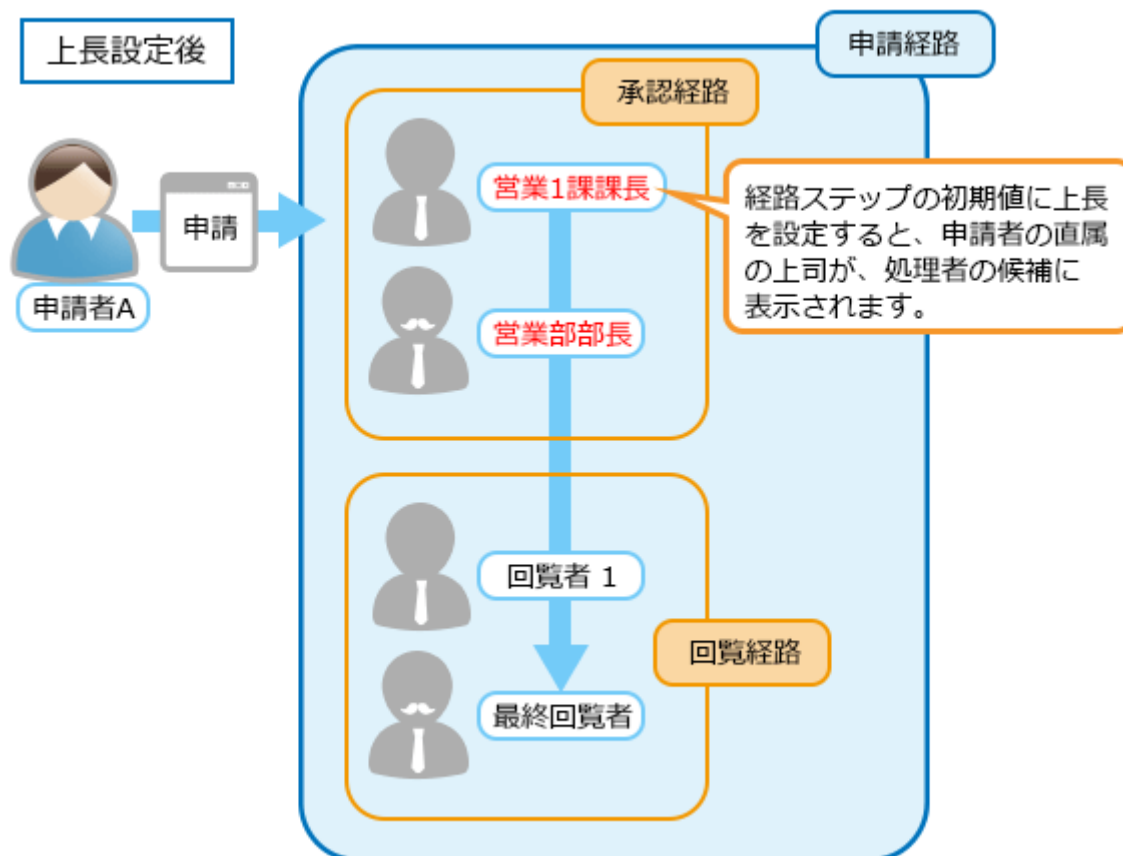 上長設定後
申請経路
承認経路
申請
申請者A
営業1課課長
経路ステップの初期値に上長
を設定すると、申請者の直属
の上司が、処理者の候補に
表示されます。
営業部部長
回覧者 1
回覧経路
最終回覧者